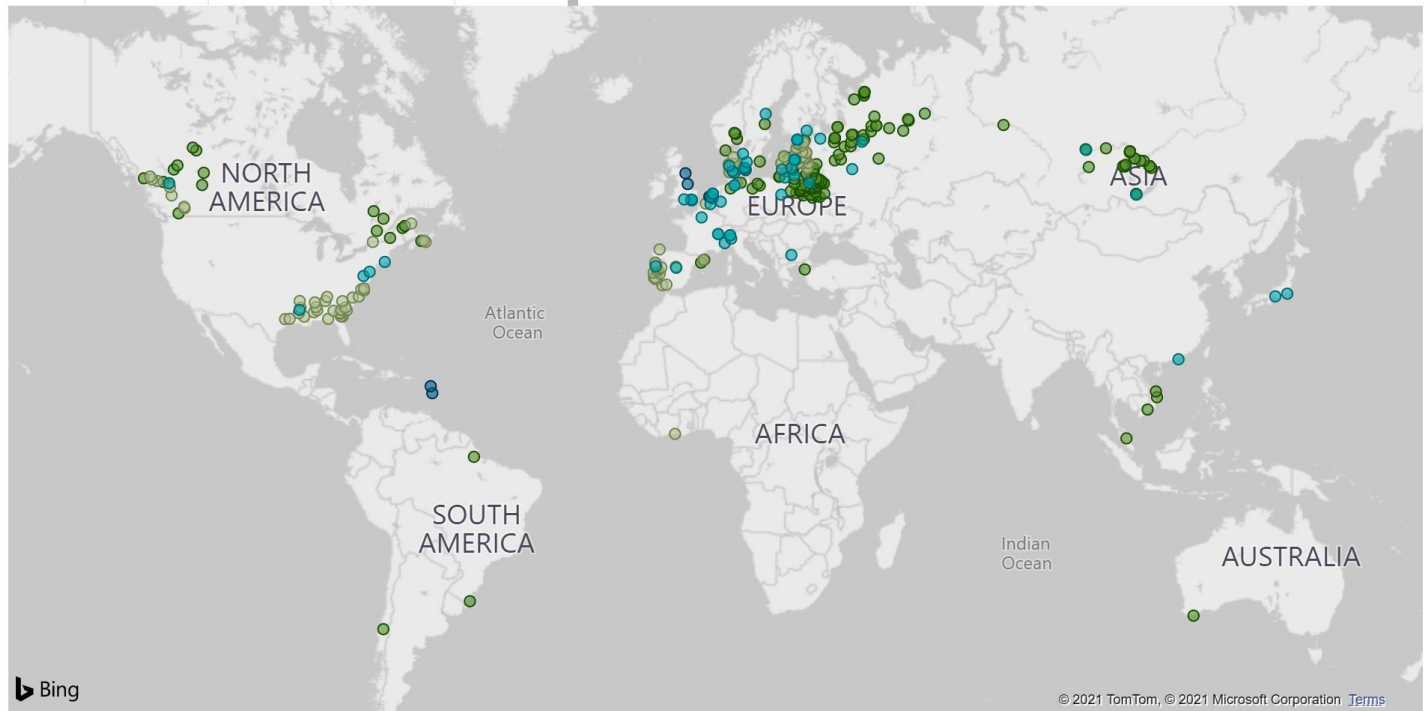 NORTH
AMERICA
ASIA
EUROPE
Atlantic
Ocean
AFRICA
SOUTH
AMERICA
Indian
Ocean
AUSTRALIA
Bing
© 2021 TomTom, © 2021 Microsoft Corporation Terms